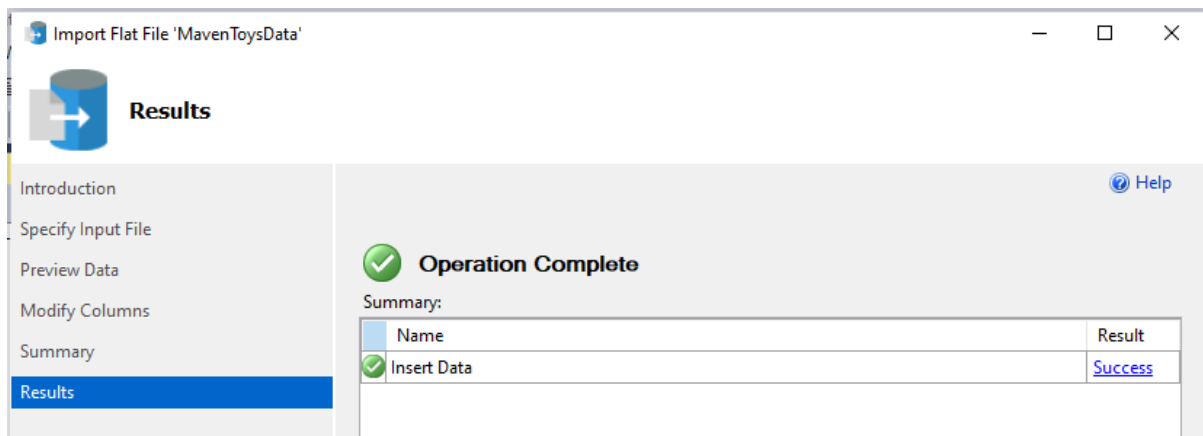 Import Flat File 'MavenToysData'
Results
Introduction
Specify Input File
Preview Data
Modify Columns
Summary
Results
Help
Operation Complete
Summary:
Name Result
Insert Data Success